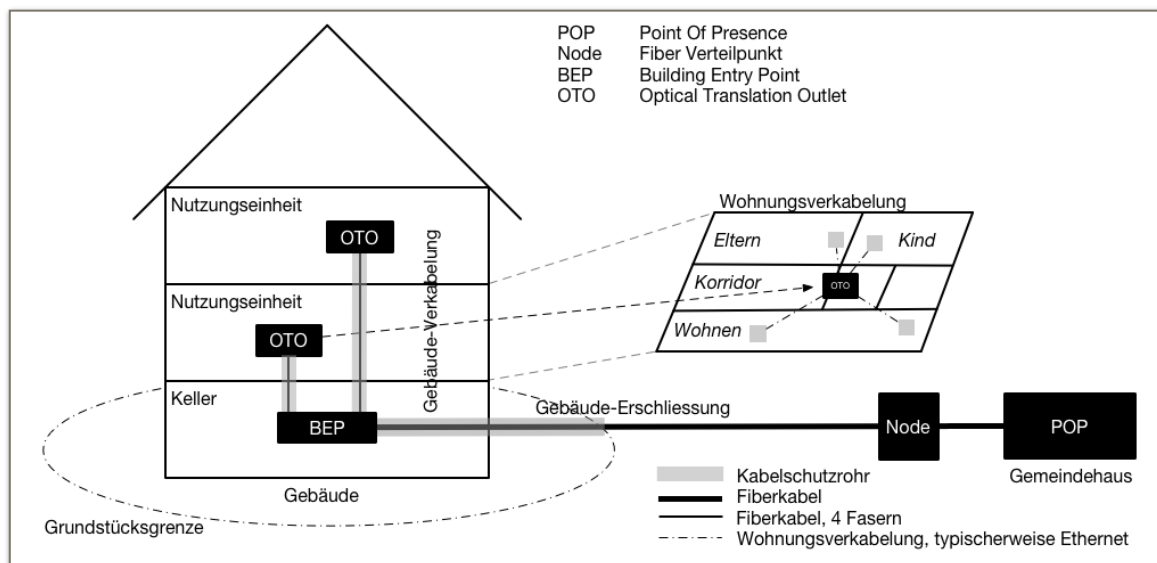 POP Point Of Presence
Node Fiber Verteilpunkt
BEP Building Entry Point
OTO Optical Translation Outlet
Nutzungseinheit
OTO
Gebäude-Verkabelung
Nutzungseinheit
OTO
Keller
BEP
Gebäude
Grundstücksgrenze
Wohnungsverkabelung
Eltern
Kind
Korridor
OTO
Wohnen
Gebäude-Erschliessung
Node
POP
Gemeindehaus
Kabelschutzrohr
Fiberkabel
Fiberkabel, 4 Fasern
Wohnungsverkabelung, typischerweise Ethernet